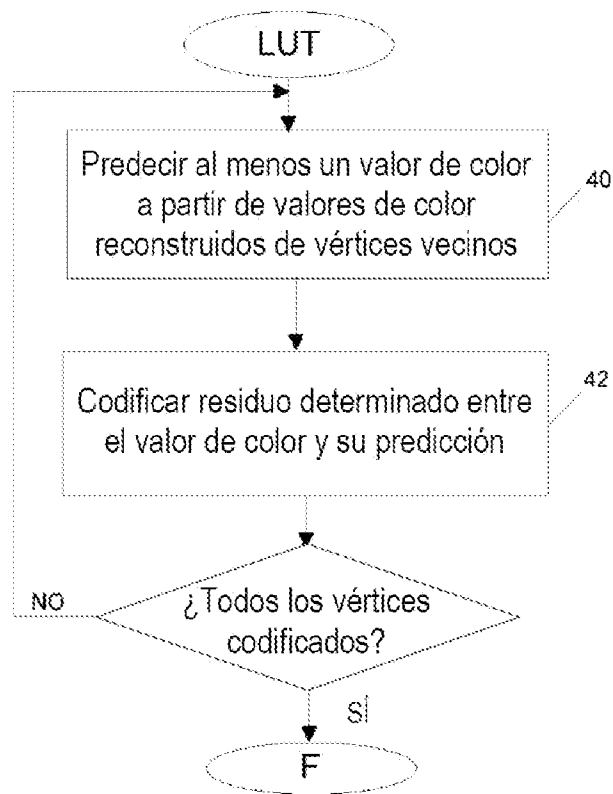 LUT
Predecir al menos un valor de color
a partir de valores de color
reconstruidos de vértices vecinos
40
Codificar residuo determinado entre
el valor de color y su predicción
42
¿Todos los vértices
codificados?
NO
SÍ
F